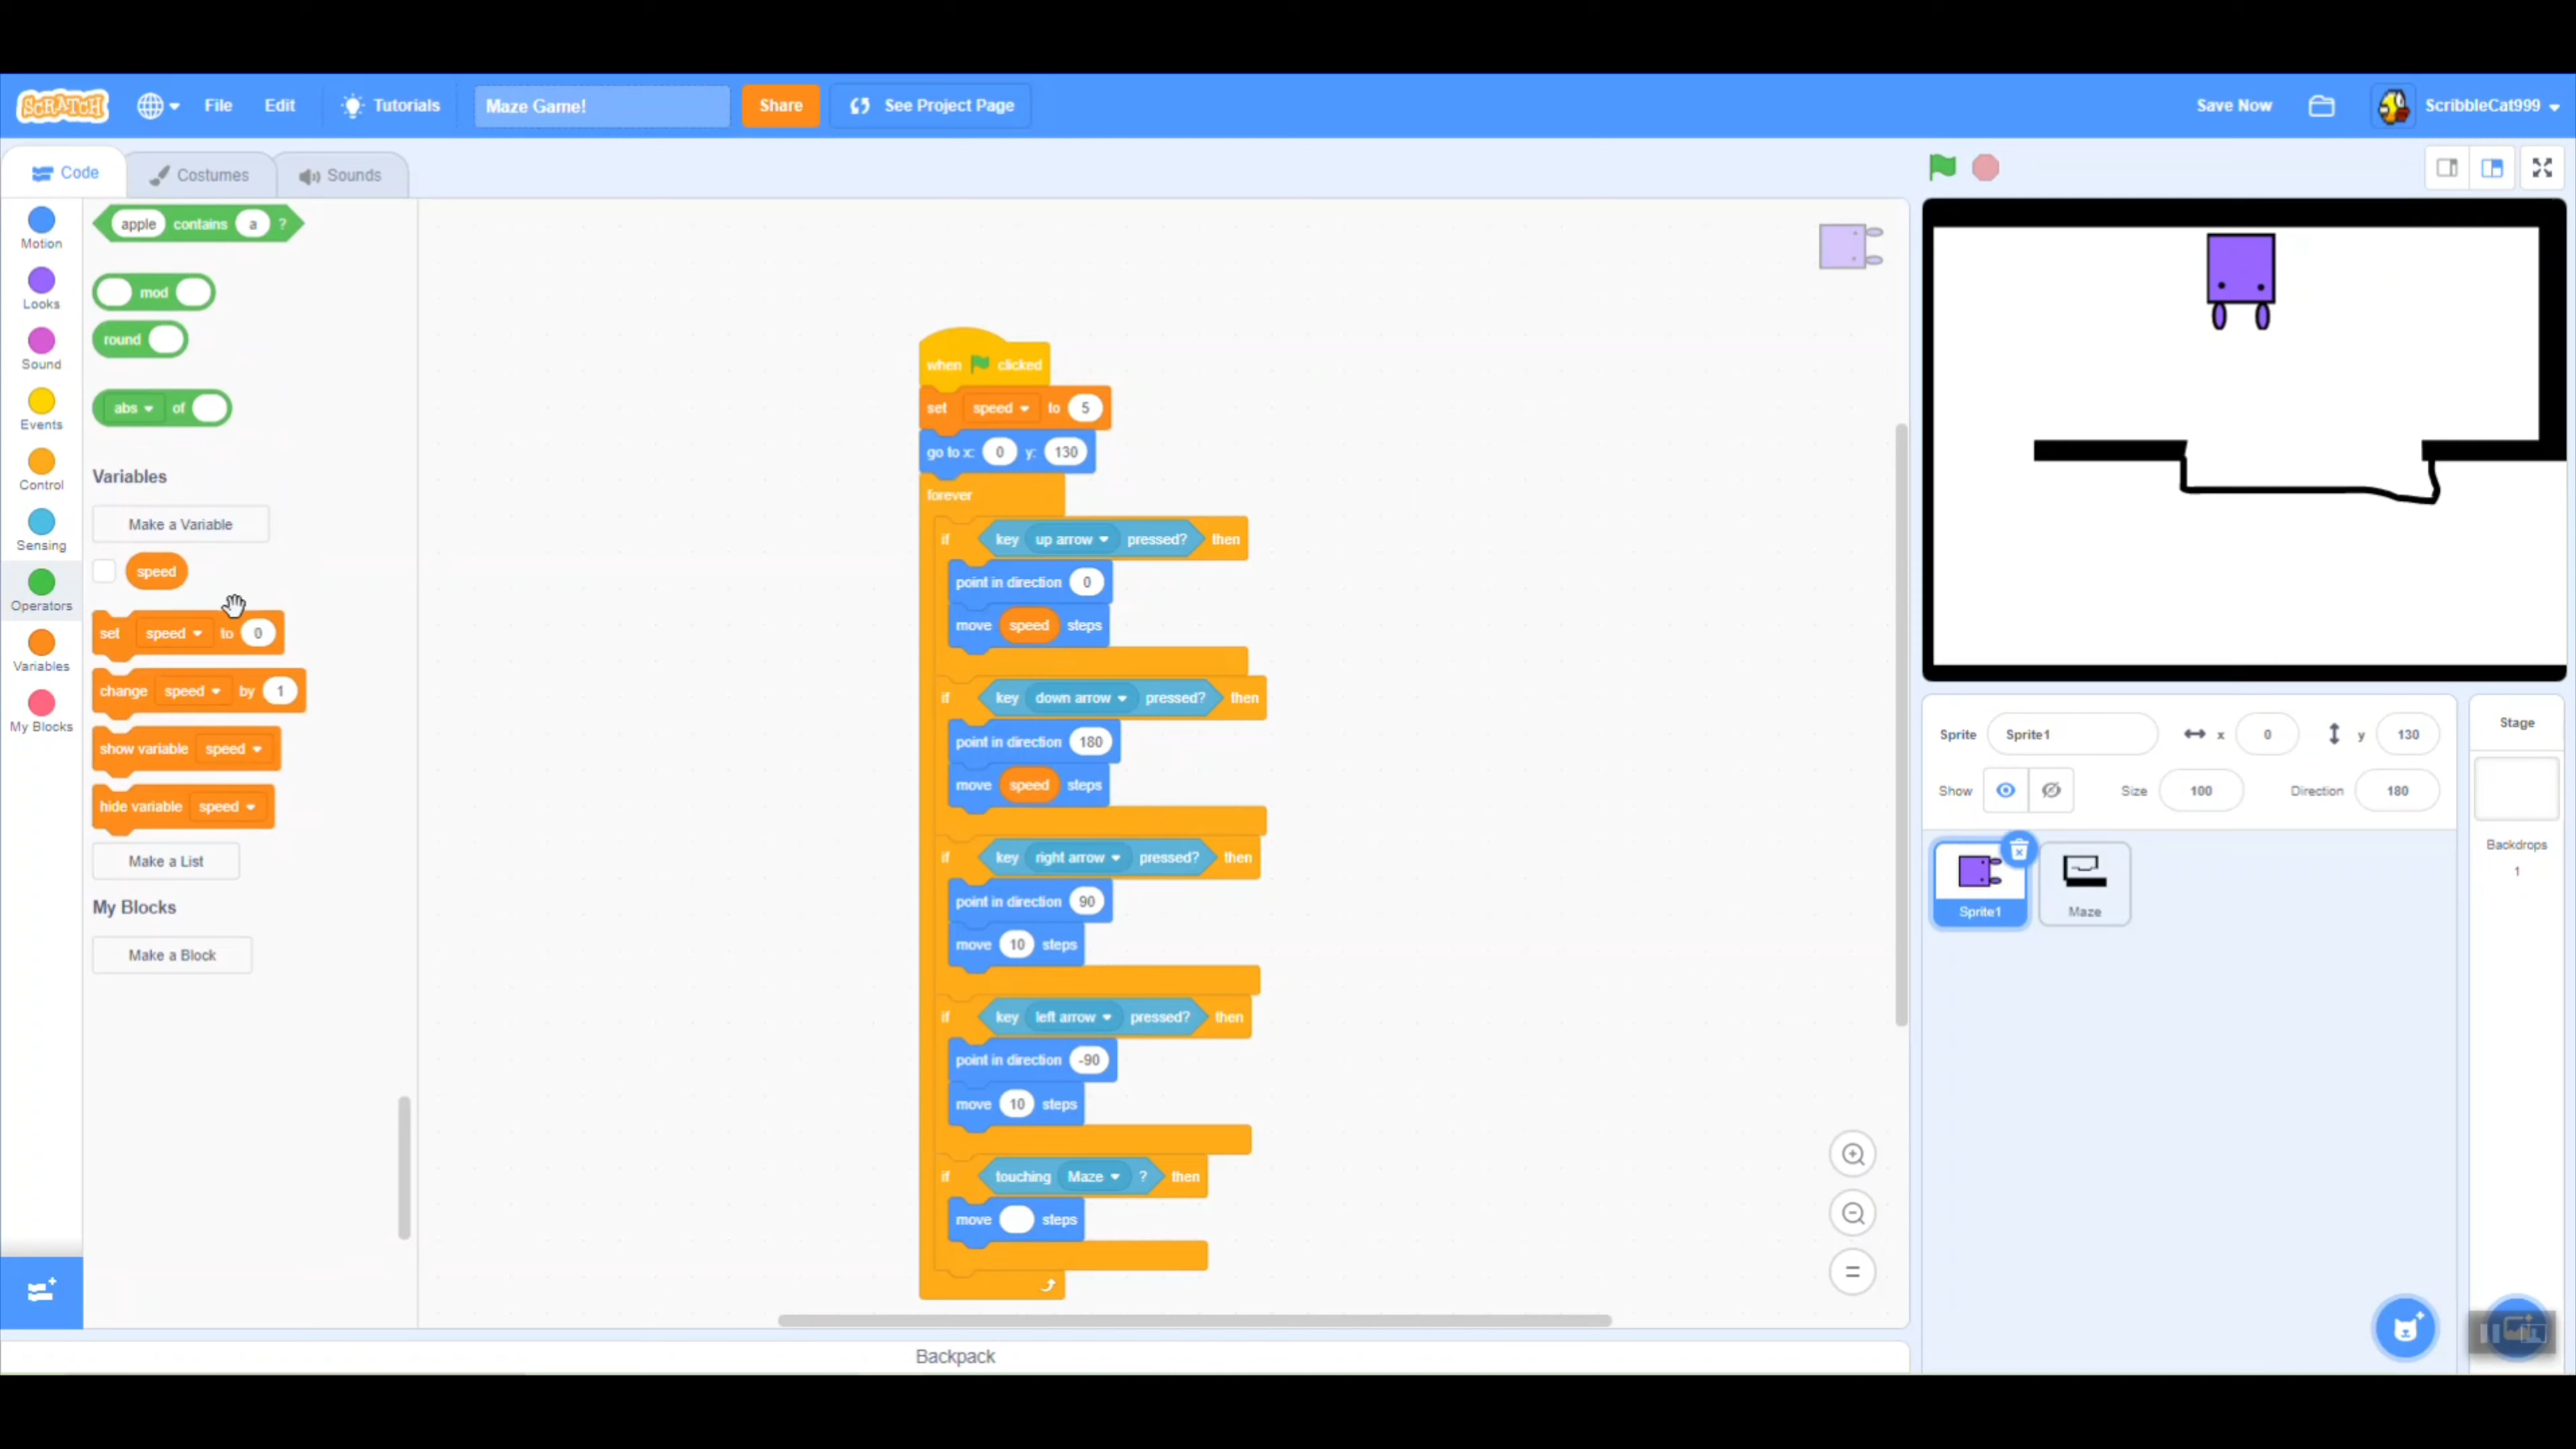 SCRATCH File Edit Tutorials Maze Game! Share See Project Page Save Now ScribbleCat999
Code Costumes Sounds
Motion
Looks
Sound
Events
Control
Sensing
Operators
Variables
My Blocks
apple contains a ?
mod
round
abs of
Variables
Make a Variable
speed
set speed to 0
change speed by 1
show variable speed
hide variable speed
Make a List
My Blocks
Make a Block
when clicked
set speed to 5
go to x: 0 y: 130
forever
if key up arrow pressed? then
point in direction 0
move speed steps
if key down arrow pressed? then
point in direction 180
move speed steps
if key right arrow pressed? then
point in direction 90
move 10 steps
if key left arrow pressed? then
point in direction -90
move 10 steps
if touching Maze ? then
move steps
Backpack
Sprite Sprite1 x 0 y 130
Show Size 100 Direction 180
Sprite1 Maze
Stage
Backdrops
1